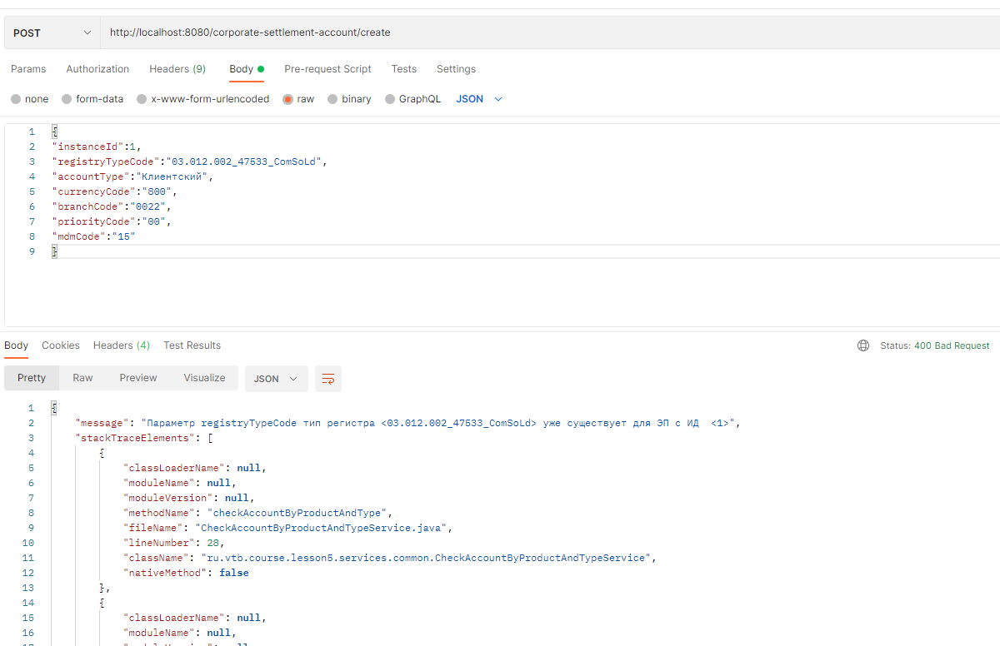 POST http://localhost:8080/corporate-settlement-account/create
Params Authorization Headers (9) Body Pre-request Script Tests Settings
none form-data x-www-form-urlencoded raw binary GraphQL JSON
1 {
2 "instanceId":1,
3 "registryTypeCode":"03.012.002_47533_ComSoLd",
4 "accountType":"Клиентский",
5 "currencyCode":"800",
6 "branchCode":"0022",
7 "priorityCode":"00",
8 "mdmCode":"15"
9 }
Body Cookies Headers (4) Test Results Status: 400 Bad Request
Pretty Raw Preview Visualize JSON
1 {
2 "message": "Параметр registryTypeCode тип регистра <03.012.002_47533_ComSoLd> уже существует для ЭП с ИД  <1>",
3 "stackTraceElements": [
4 {
5 "classLoaderName": null,
6 "moduleName": null,
7 "moduleVersion": null,
8 "methodName": "checkAccountByProductAndType",
9 "fileName": "CheckAccountByProductAndTypeService.java",
10 "lineNumber": 28,
11 "className": "ru.vtb.course.lesson5.services.common.CheckAccountByProductAndTypeService",
12 "nativeMethod": false
13 },
14 {
15 "classLoaderName": null,
16 "moduleName": null,